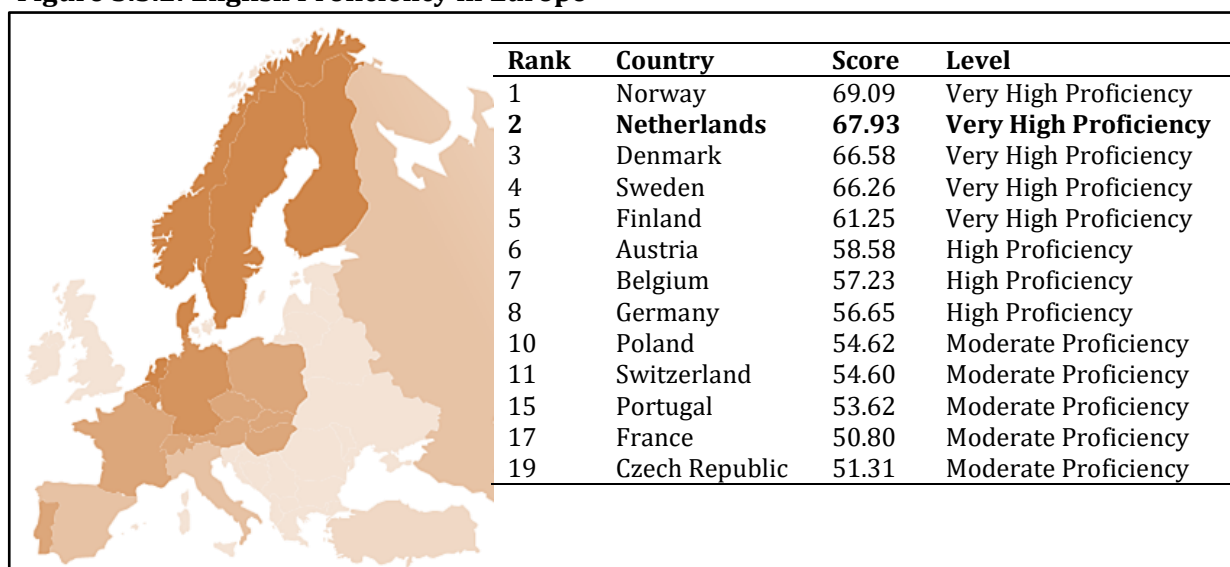 Rank Country Score Level
1 Norway 69.09 Very High Proficiency
2 Netherlands 67.93 Very High Proficiency
3 Denmark 66.58 Very High Proficiency
4 Sweden 66.26 Very High Proficiency
5 Finland 61.25 Very High Proficiency
6 Austria 58.58 High Proficiency
7 Belgium 57.23 High Proficiency
8 Germany 56.65 High Proficiency
10 Poland 54.62 Moderate Proficiency
11 Switzerland 54.60 Moderate Proficiency
15 Portugal 53.62 Moderate Proficiency
17 France 50.80 Moderate Proficiency
19 Czech Republic 51.31 Moderate Proficiency